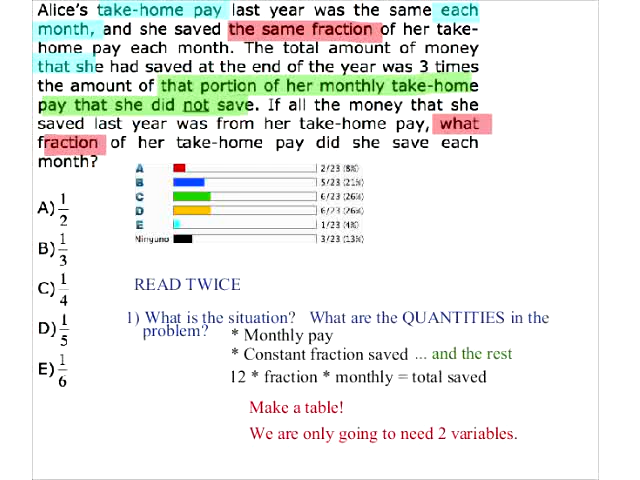 Alice's take-home pay last year was the same each
month, and she saved the same fraction of her take-
home pay each month. The total amount of money
that she had saved at the end of the year was 3 times
the amount of that portion of her monthly take-home
pay that she did not save. If all the money that she
saved last year was from her take-home pay, what
fraction of her take-home pay did she save each
month?
A 2/23 (8%)
B 5/23 (21%)
C 6/23 (26%)
D 6/23 (26%)
E 1/23 (4%)
Ninguno 3/23 (13%)
A) 1/2
B) 1/3
C) 1/4
D) 1/5
E) 1/6
READ TWICE
1) What is the situation? What are the QUANTITIES in the
problem?
* Monthly pay
* Constant fraction saved ... and the rest
12 * fraction * monthly = total saved
Make a table!
We are only going to need 2 variables.